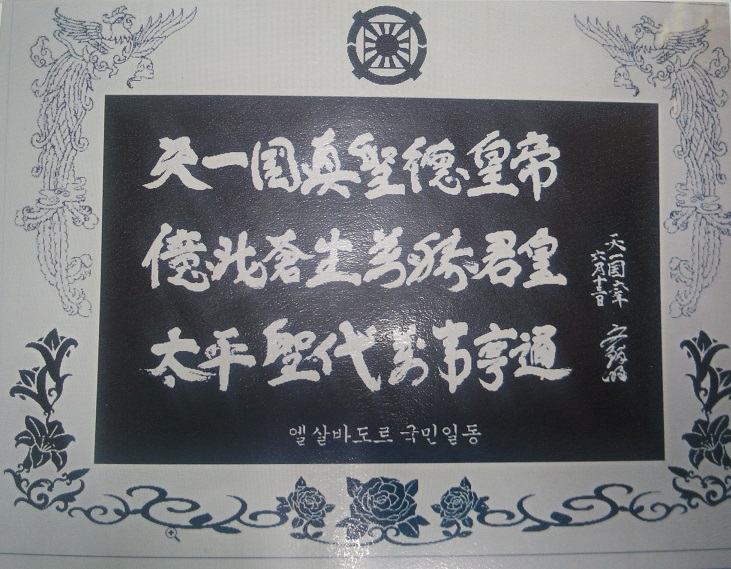 天一国真聖德皇帝
億兆蒼生萬勝君皇
太平聖代萬事亨通
天一国六年
六月十三日
엘살바도르 국민일동